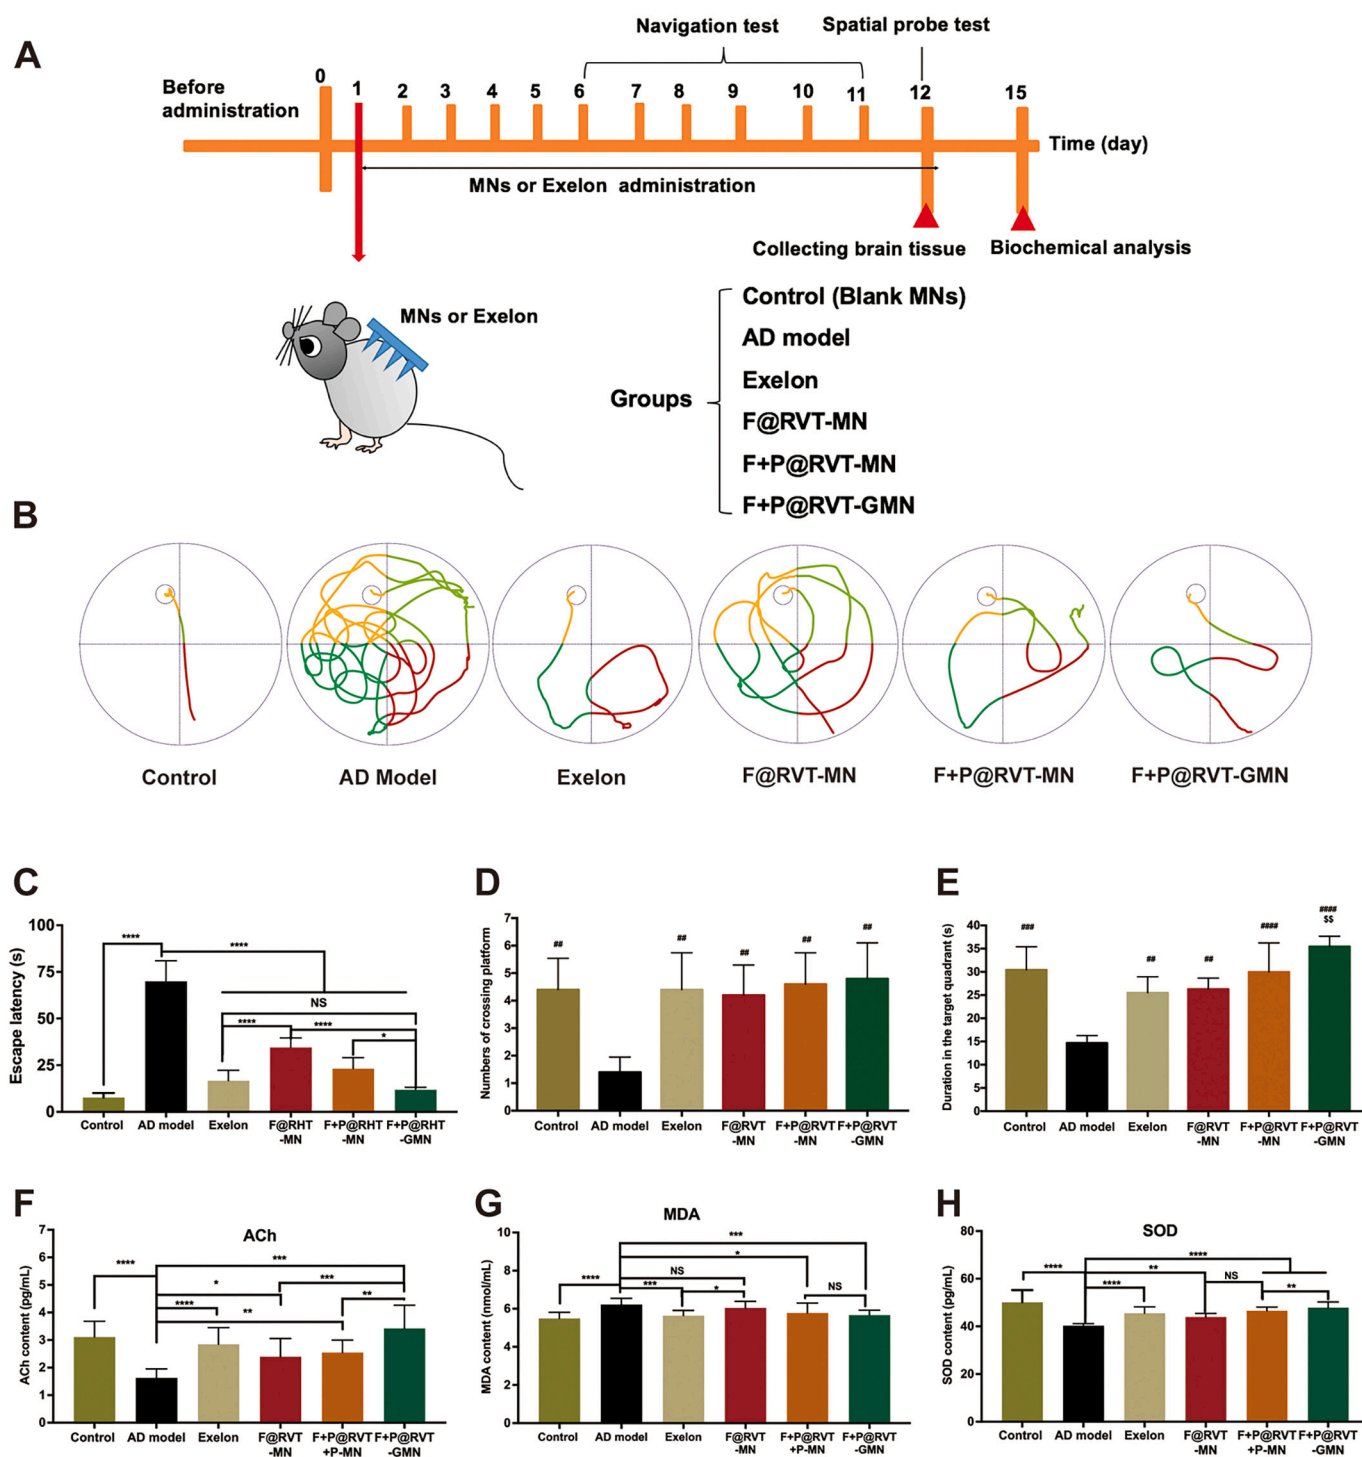 A
Navigation test
Spatial probe test
Before
administration
0 1 2 3 4 5 6 7 8 9 10 11 12 15
Time (day)
MNs or Exelon administration
Collecting brain tissue
Biochemical analysis
MNs or Exelon
Groups
Control (Blank MNs)
AD model
Exelon
F@RVT-MN
F+P@RVT-MN
F+P@RVT-GMN
B
Control
AD Model
Exelon
F@RVT-MN
F+P@RVT-MN
F+P@RVT-GMN
C
Escape latency (s)
100
75
50
25
0
****
****
NS
****
****
*
Control
AD model
Exelon
F@RHT
-MN
F+P@RHT
-MN
F+P@RHT
-GMN
D
Numbers of crossing platform
7
6
5
4
3
2
1
0
##
##
##
##
##
Control
AD model
Exelon
F@RVT
-MN
F+P@RVT
-MN
F+P@RVT
-GMN
E
Duration in the target quadrant (s)
40
35
30
25
20
15
10
5
0
###
##
##
####
####
$$
Control
AD model
Exelon
F@RVT
-MN
F+P@RVT
-MN
F+P@RVT
-GMN
F
ACh
ACh content (pg/mL)
7
6
5
4
3
2
1
0
****
***
*
***
****
**
**
Control
AD model
Exelon
F@RVT
-MN
F+P@RVT
+P-MN
F+P@RVT
-GMN
G
MDA
MDA content (nmol/mL)
10
8
6
4
2
0
***
*
NS
****
***
*
NS
Control
AD model
Exelon
F@RVT
-MN
F+P@RVT
+P-MN
F+P@RVT
-GMN
H
SOD
SOD content (pg/mL)
80
60
40
20
0
****
****
**
NS
****
**
Control
AD model
Exelon
F@RVT
-MN
F+P@RVT
+P-MN
F+P@RVT
-GMN